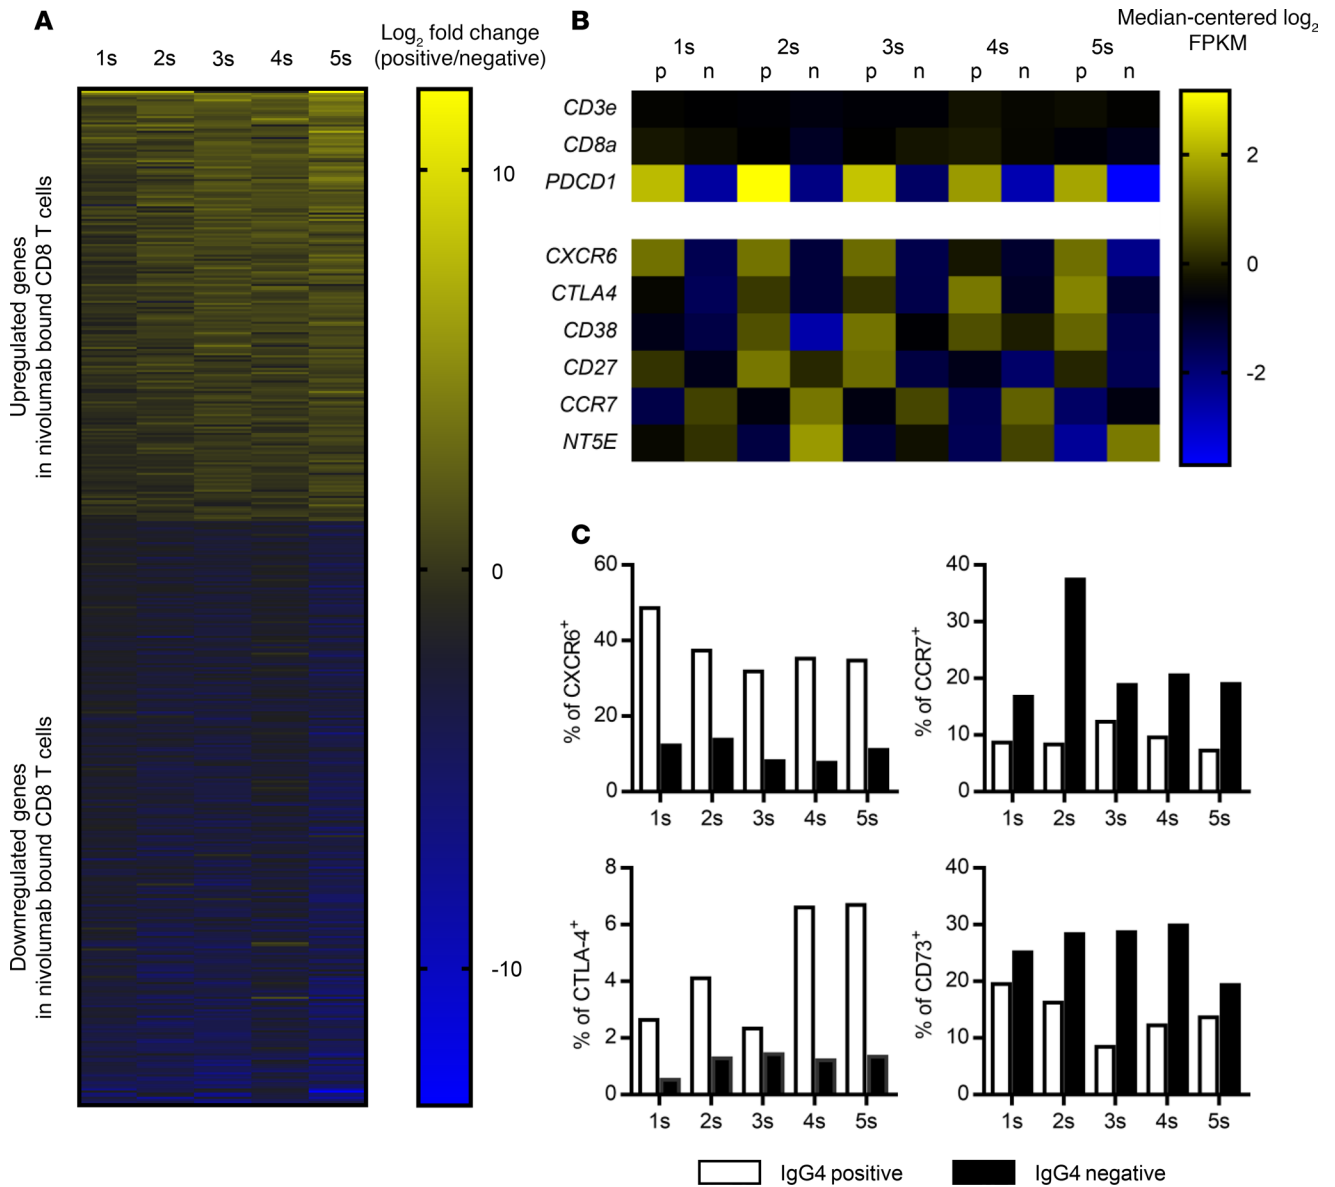 A
1s 2s 3s 4s 5s
Log2 fold change
(positive/negative)
10
0
-10
Upregulated genes
in nivolumab bound CD8 T cells
Downregulated genes
in nivolumab bound CD8 T cells
B
1s 2s 3s 4s 5s
p n p n p n p n p n
Median-centered log2
FPKM
CD3e
CD8a
PDCD1
CXCR6
CTLA4
CD38
CD27
CCR7
NT5E
2
0
-2
C
% of CXCR6+
60
40
20
0
1s 2s 3s 4s 5s
% of CCR7+
40
30
20
10
0
1s 2s 3s 4s 5s
% of CTLA-4+
8
6
4
2
0
1s 2s 3s 4s 5s
% of CD73+
40
30
20
10
0
1s 2s 3s 4s 5s
IgG4 positive
IgG4 negative